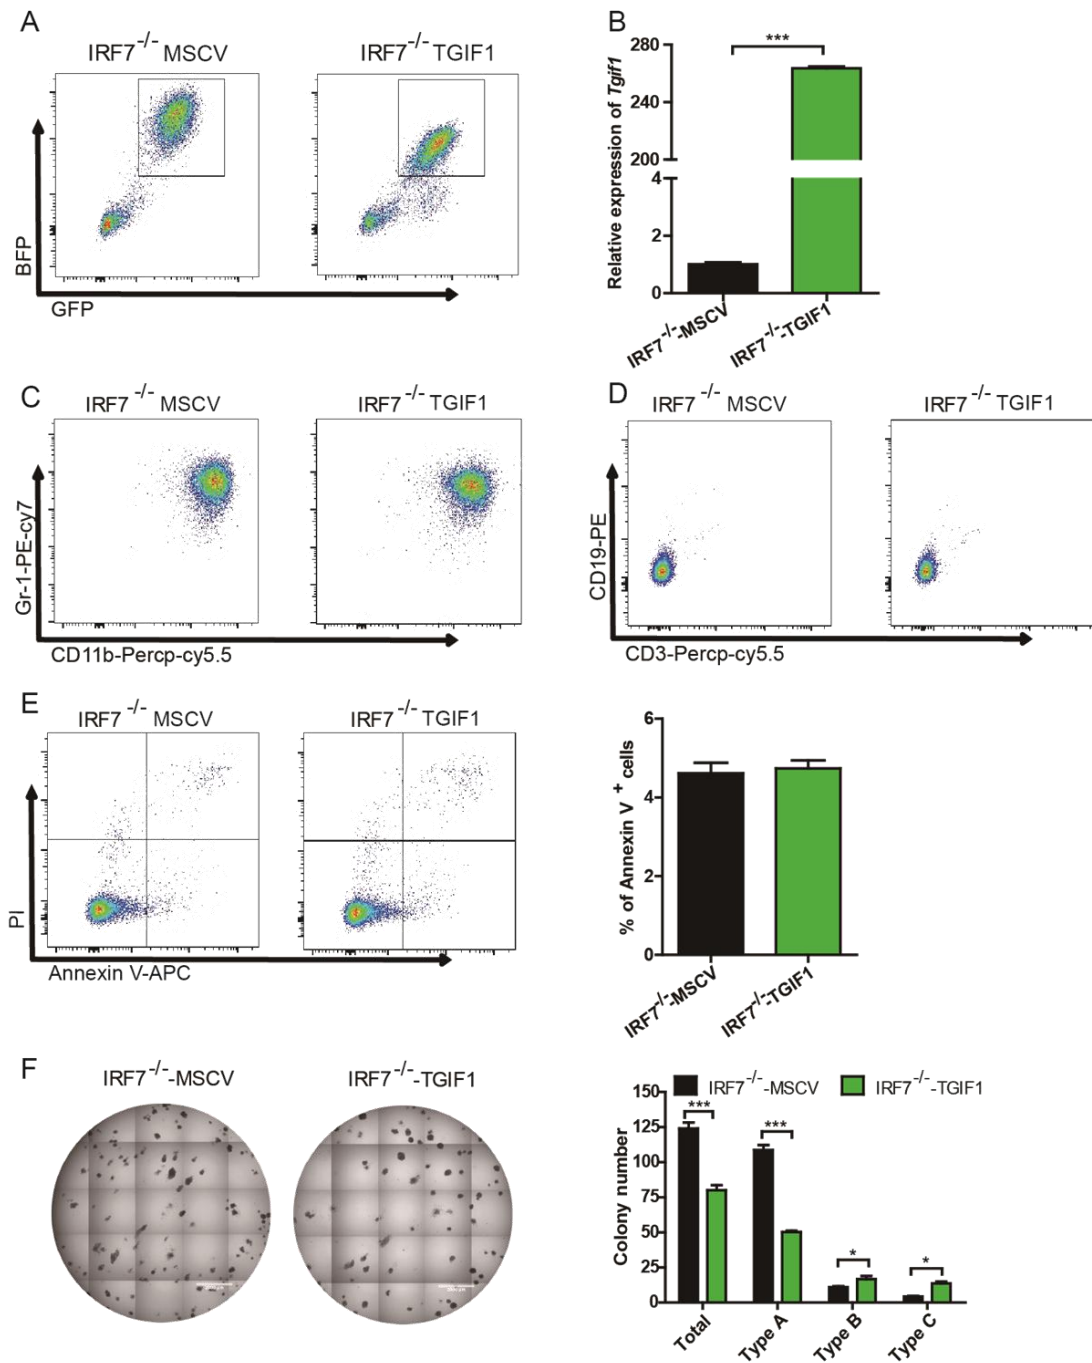 A
IRF7-/- MSCV
IRF7-/- TGIF1
BFP
GFP
B
***
Relative expression of Tgif1
280
240
200
4
2
0
IRF7-/--MSCV
IRF7-/--TGIF1
C
IRF7-/- MSCV
IRF7-/- TGIF1
Gr-1-PE-cy7
CD11b-Percp-cy5.5
D
IRF7-/- MSCV
IRF7-/- TGIF1
CD19-PE
CD3-Percp-cy5.5
E
IRF7-/- MSCV
IRF7-/- TGIF1
PI
Annexin V-APC
% of Annexin V+ cells
6
4
2
0
IRF7-/--MSCV
IRF7-/--TGIF1
F
IRF7-/--MSCV
IRF7-/--TGIF1
IRF7-/--MSCV
IRF7-/--TGIF1
Colony number
150
125
100
75
50
25
0
***
***
*
*
Total
Type A
Type B
Type C